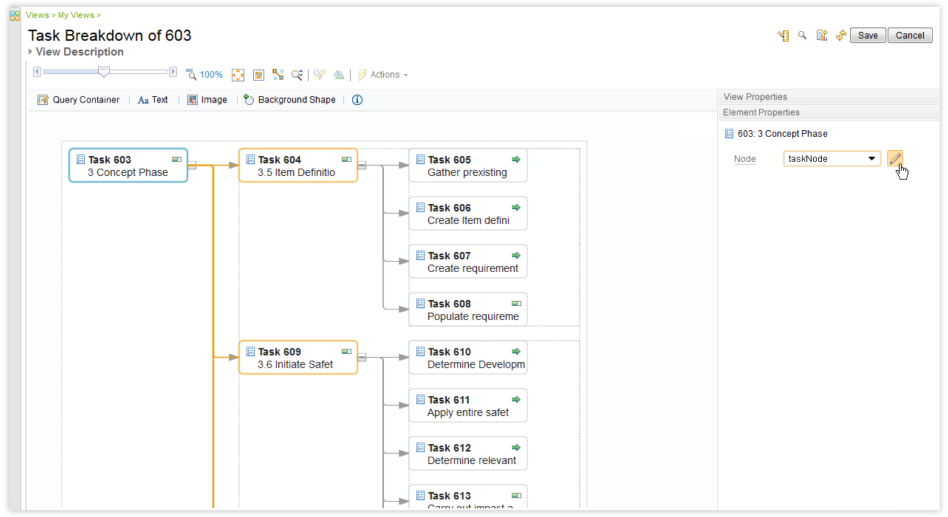 Views > My Views >
Task Breakdown of 603
Save
Cancel
View Description
100%
Actions
Query Container
Aa Text
Image
Background Shape
View Properties
Element Properties
603: 3 Concept Phase
Node
taskNode
Task 603
3 Concept Phase
Task 604
3.5 Item Definitio
Task 605
Gather prexisting
Task 606
Create Item defini
Task 607
Create requirement
Task 608
Populate requireme
Task 609
3.6 Initiate Safet
Task 610
Determine Developm
Task 611
Apply entire safet
Task 612
Determine relevant
Task 613
Carry out impact a